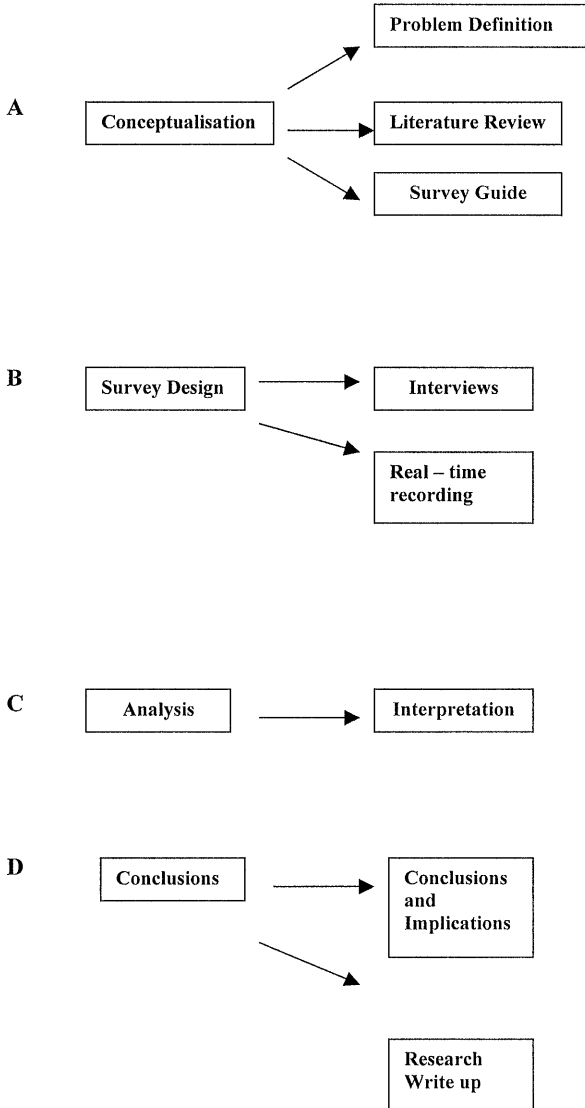 Problem Definition
A
Conceptualisation
Literature Review
Survey Guide
B
Survey Design
Interviews
Real – time
recording
C
Analysis
Interpretation
D
Conclusions
Conclusions
and
Implications
Research
Write up